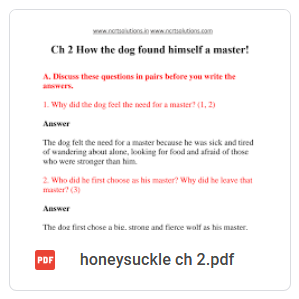 www.ncrtsolutions.in www.ncrtsolutions.com
Ch 2 How the dog found himself a master!
A. Discuss these questions in pairs before you write the
answers.
1. Why did the dog feel the need for a master? (1, 2)
Answer
The dog felt the need for a master because he was sick and tired
of wandering about alone, looking for food and afraid of those
who were stronger than him.
2. Who did he first choose as his master? Why did he leave that
master? (3)
Answer
The dog first chose a big, strong and fierce wolf as his master.
PDF
honeysuckle ch 2.pdf